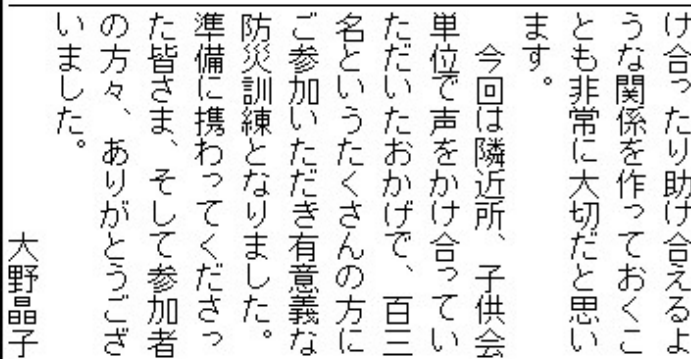 け合ったり助け合えるよ
うな関係を作っておくこ
とも非常に大切だと思い
ます。
　今回は隣近所、子供会
単位で声をかけ合ってい
ただいたおかげで、百三
名というたくさんの方に
ご参加いただき有意義な
防災訓練となりました。
準備に携わってくださっ
た皆さま、そして参加者
の方々、ありがとうござ
いました。
大野晶子